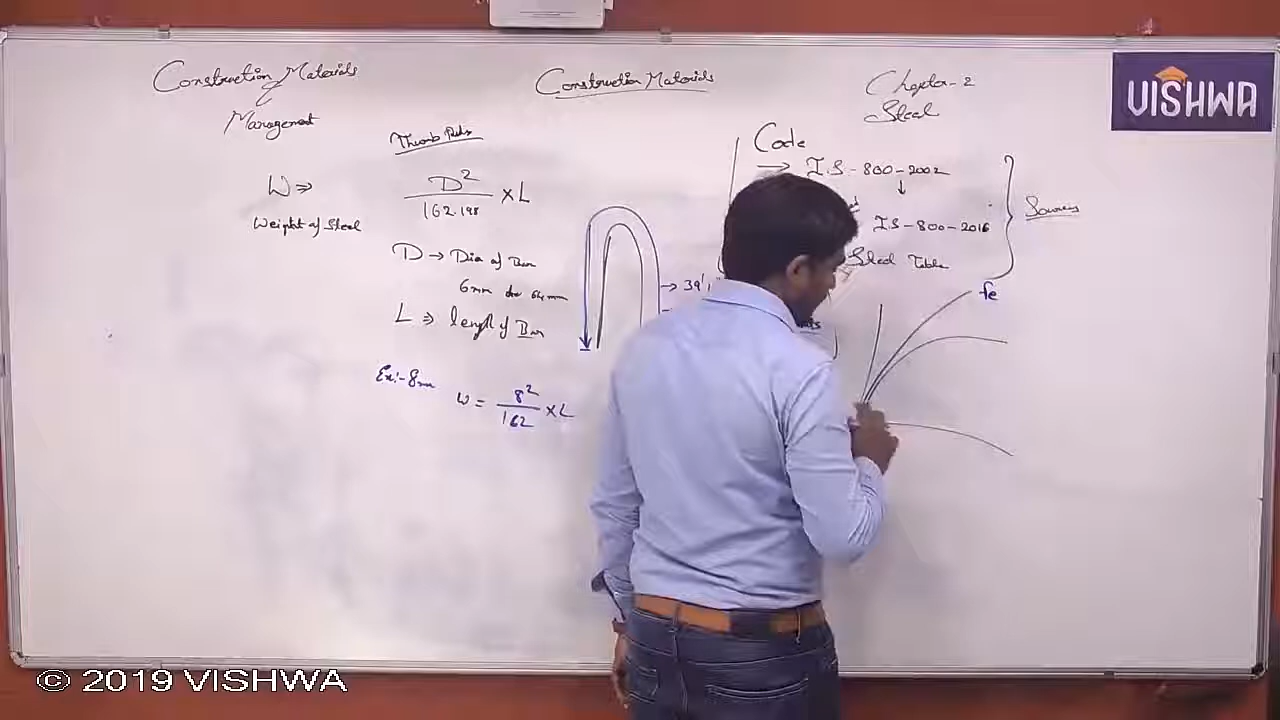 Construction Materials
Management
Construction Materials
Chapter-2
Steel
VISHWA
Thumb Rule
W ⇒
D²
162.198
× L
Weight of Steel
D → Dia of Bar
6mm to 64mm
L ⇒ length of Bar
Ex:- 8mm
W = 8²
162
× L
→ 39'
Code
→ I.S - 800 - 2002
↓
I.S - 800 - 2016
Steel Table
Sources
fe
© 2019 VISHWA